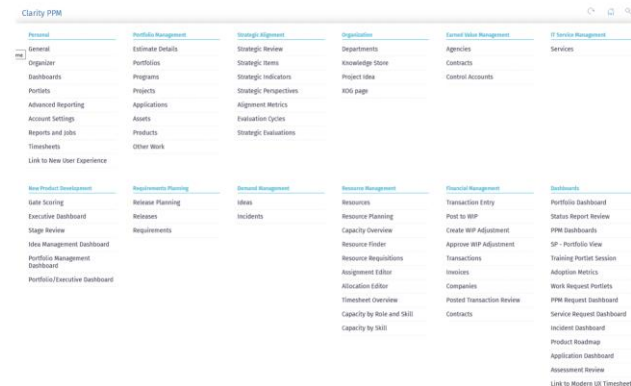 Clarity PPM
Personal
General
Organizer
Dashboards
Portlets
Advanced Reporting
Account Settings
Reports and Jobs
Timesheets
Link to New User Experience
Portfolio Management
Estimate Details
Portfolios
Programs
Projects
Applications
Assets
Products
Other Work
Strategic Alignment
Strategic Review
Strategic Items
Strategic Indicators
Strategic Perspectives
Alignment Metrics
Evaluation Cycles
Strategic Evaluations
Organization
Departments
Knowledge Store
Project Idea
XOG page
Earned Value Management
Agencies
Contracts
Control Accounts
IT Service Management
Services
New Product Development
Gate Scoring
Executive Dashboard
Stage Review
Idea Management Dashboard
Portfolio Management
Dashboard
Portfolio/Executive Dashboard
Requirements Planning
Release Planning
Releases
Requirements
Demand Management
Ideas
Incidents
Resource Management
Resources
Resource Planning
Capacity Overview
Resource Finder
Resource Requisitions
Assignment Editor
Allocation Editor
Timesheet Overview
Capacity by Role and Skill
Capacity by Skill
Financial Management
Transaction Entry
Post to WIP
Create WIP Adjustment
Approve WIP Adjustment
Transactions
Invoices
Companies
Posted Transaction Review
Contracts
Dashboards
Portfolio Dashboard
Status Report Review
PPM Dashboards
SP - Portfolio View
Training Portlet Session
Adoption Metrics
Work Request Portlets
PPM Request Dashboard
Service Request Dashboard
Incident Dashboard
Product Roadmap
Application Dashboard
Assessment Review
Link to Modern UX Timesheet